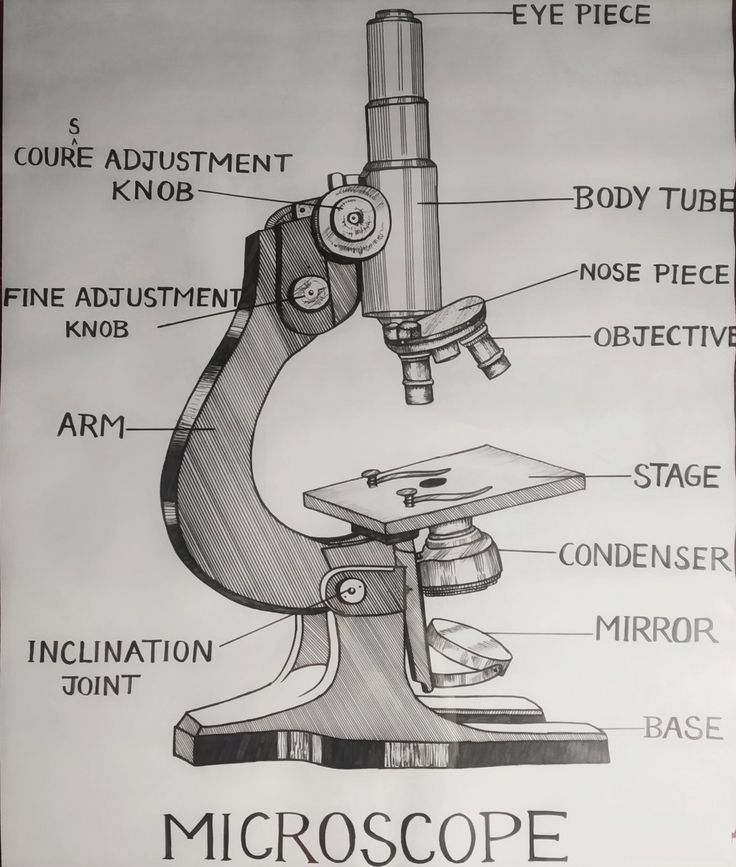 EYE PIECE
S
COURE ADJUSTMENT
KNOB
BODY TUBE
NOSE PIECE
FINE ADJUSTMENT
KNOB
OBJECTIVE
ARM
STAGE
CONDENSER
MIRROR
INCLINATION
JOINT
BASE
MICROSCOPE